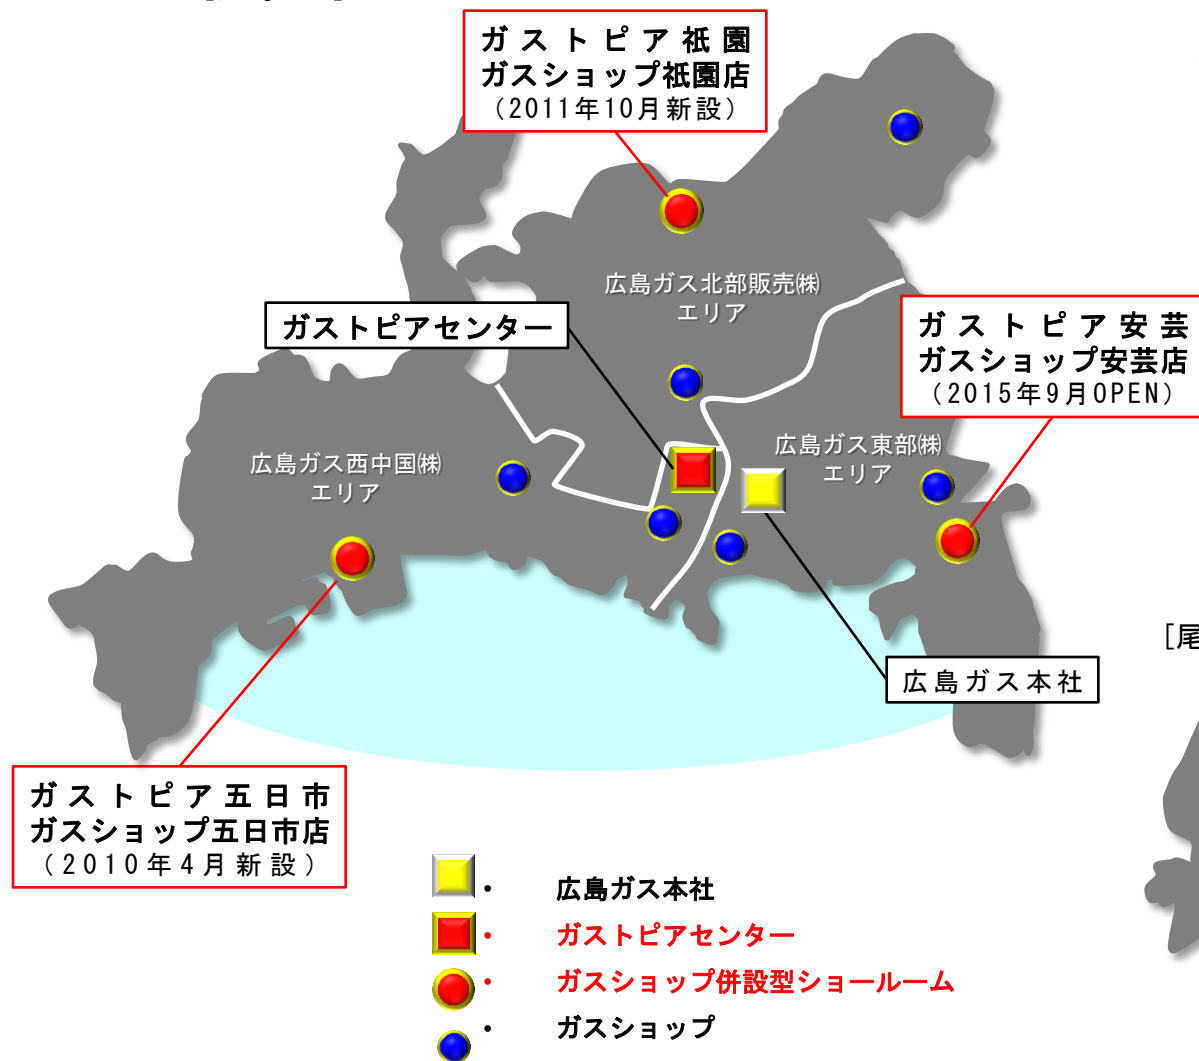 ガストピア祇園
ガスショップ祇園店
（2011年10月新設）
広島ガス北部販売㈱
エリア
ガストピアセンター
ガストピア安芸
ガスショップ安芸店
（2015年9月OPEN）
広島ガス西中国㈱
エリア
広島ガス東部㈱
エリア
[尾
広島ガス本社
ガストピア五日市
ガスショップ五日市店
（2010年4月新設）
・ 広島ガス本社
・ ガストピアセンター
・ ガスショップ併設型ショールーム
・ ガスショップ